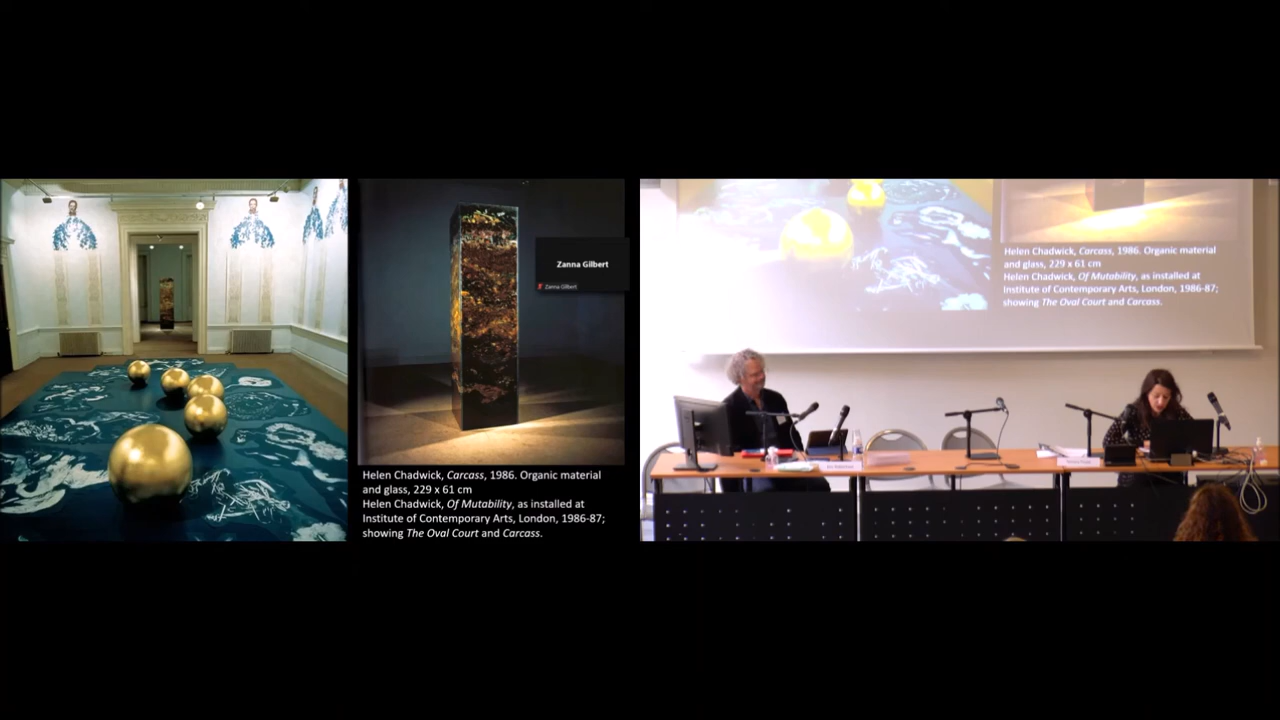 Zanna Gilbert
Zanna Gilbert
Helen Chadwick, Carcass, 1986. Organic material
and glass, 229 x 61 cm
Helen Chadwick, Of Mutability, as installed at
Institute of Contemporary Arts, London, 1986-87;
showing The Oval Court and Carcass.
Helen Chadwick, Carcass, 1986. Organic material
and glass, 229 x 61 cm
Helen Chadwick, Of Mutability, as installed at
Institute of Contemporary Arts, London, 1986-87;
showing The Oval Court and Carcass.